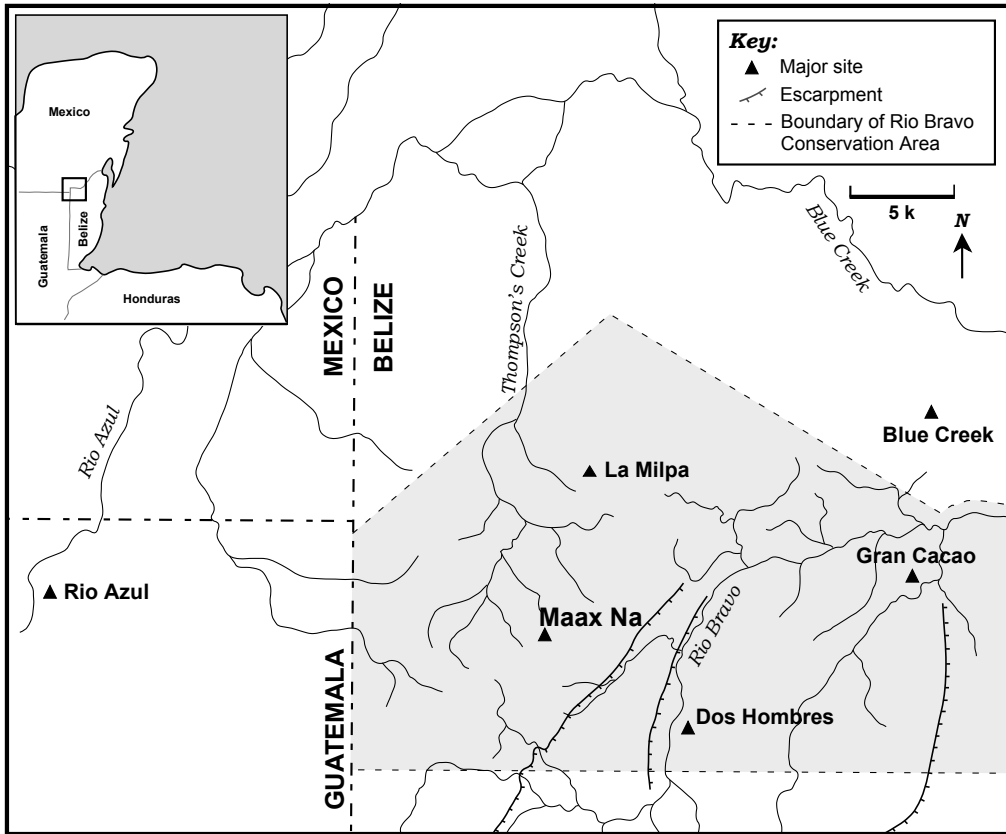 Mexico
Guatemala
Belize
Honduras
Key:
Major site
Escarpment
Boundary of Rio Bravo
Conservation Area
5 k
N
Blue Creek
Thompson's Creek
MEXICO
BELIZE
Rio Azul
Blue Creek
La Milpa
Gran Cacao
Rio Azul
Maax Na
Rio Bravo
GUATEMALA
Dos Hombres